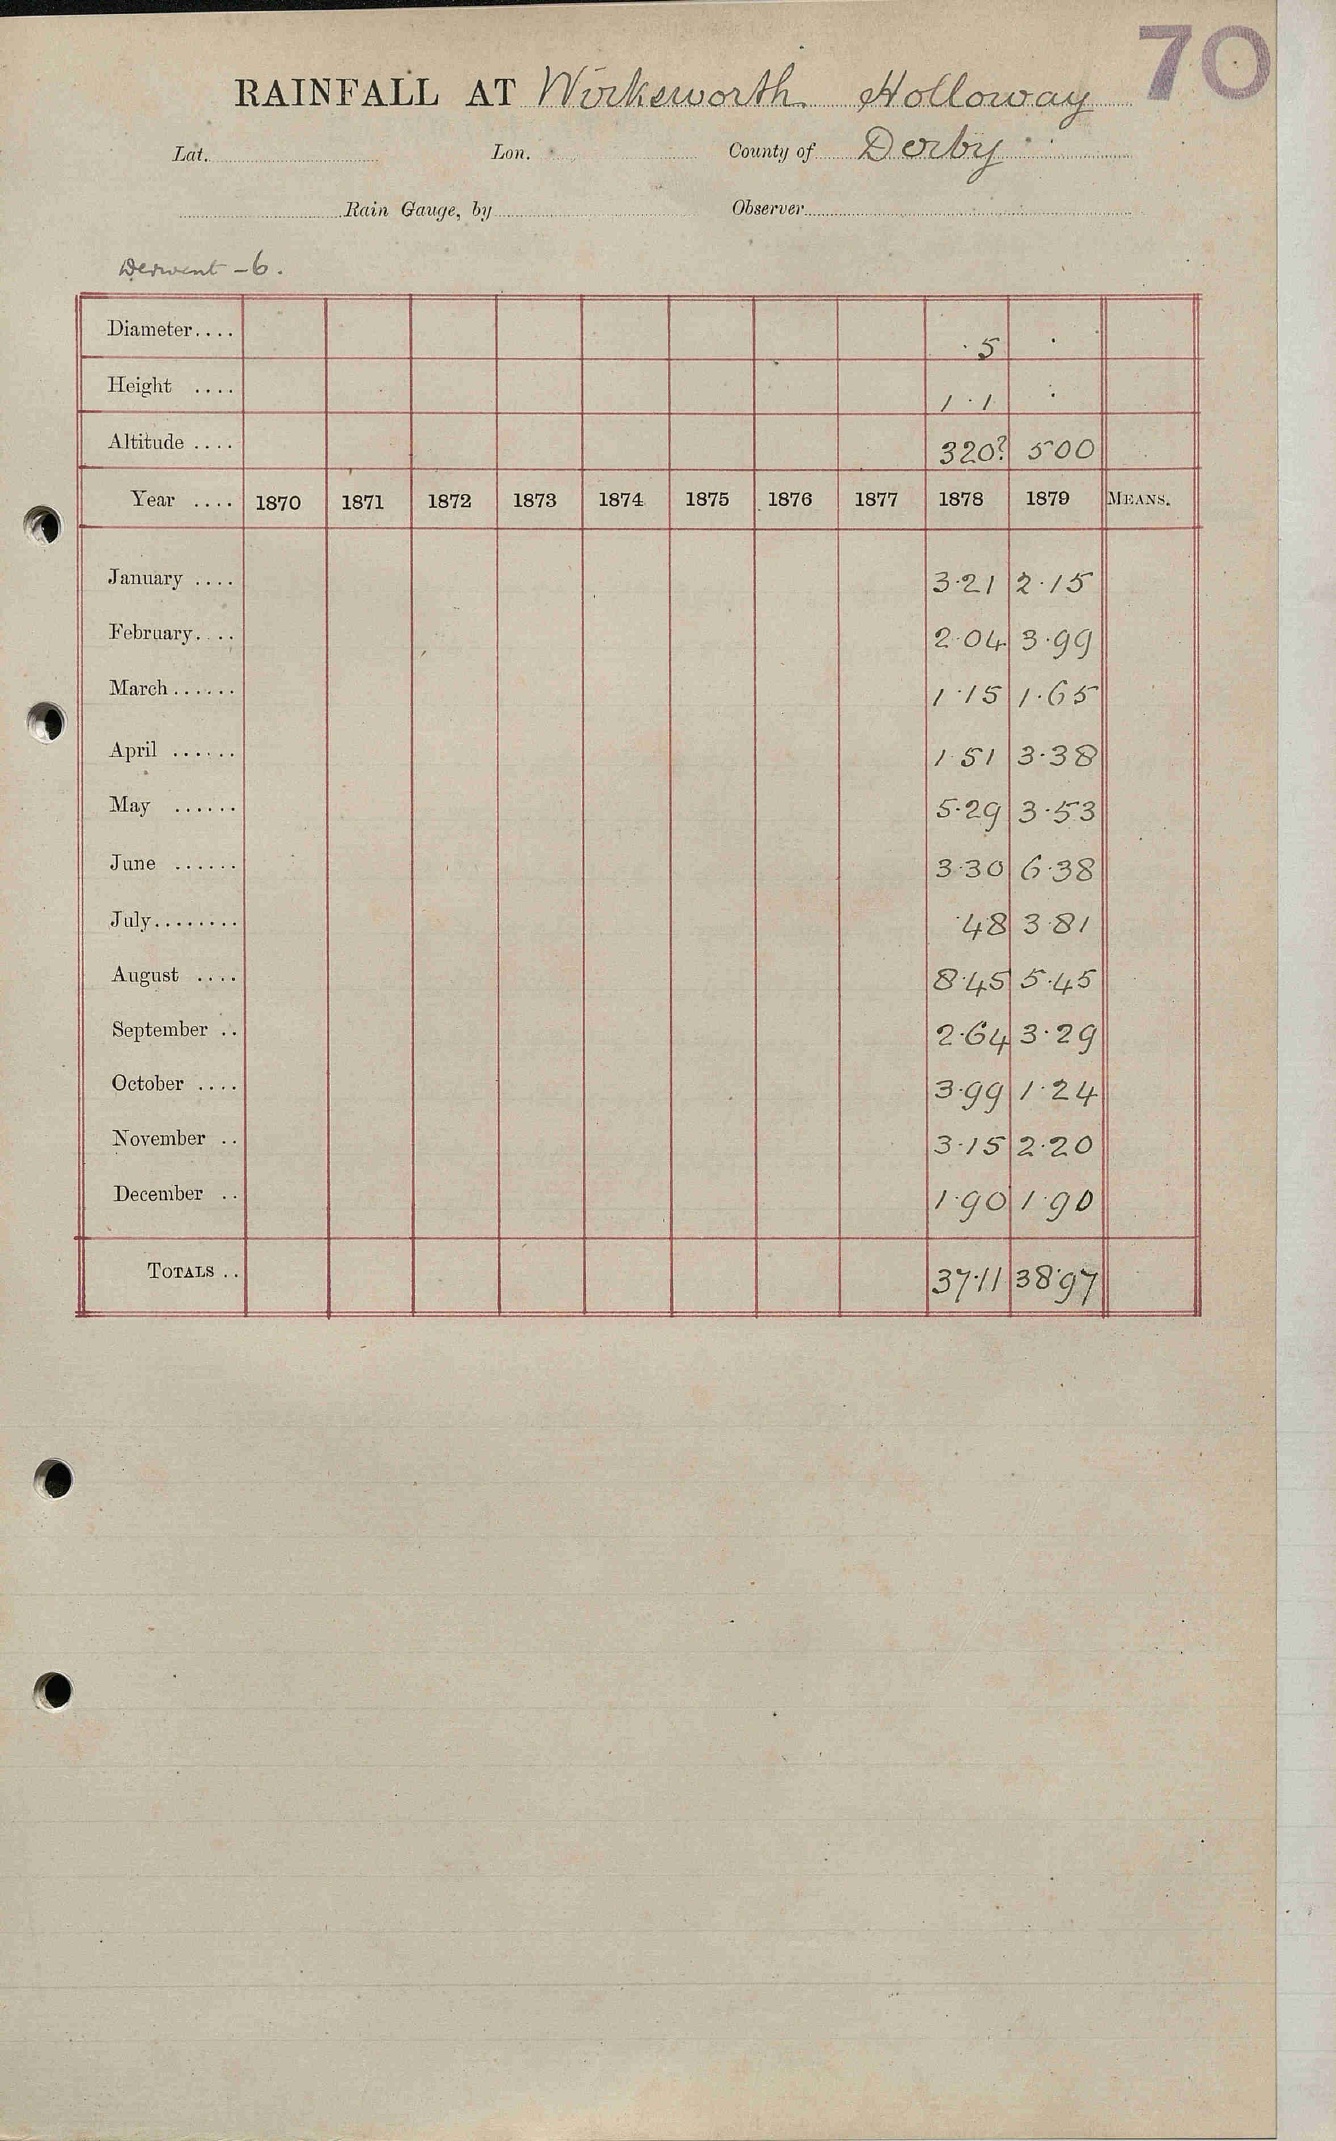 70
RAINFALL AT Wirksworth Holloway
Lat. Lon. County of Derby
Rain Gauge, by Observer
Derwent - 6.
Diameter.... 5
Height .... 1 . 1
Altitude .... 320? 500
Year .... 1870 1871 1872 1873 1874 1875 1876 1877 1878 1879 MEANS.
January .... 3.21 2.15
February.... 2.04 3.99
March...... 1.15 1.65
April ...... 1.51 3.38
May ...... 5.29 3.53
June ...... 3.30 6.38
July........ .48 3.81
August .... 8.45 5.45
September .. 2.64 3.29
October .... 3.99 1.24
November .. 3.15 2.20
December .. 1.90 1.90
TOTALS .. 37.11 38.97